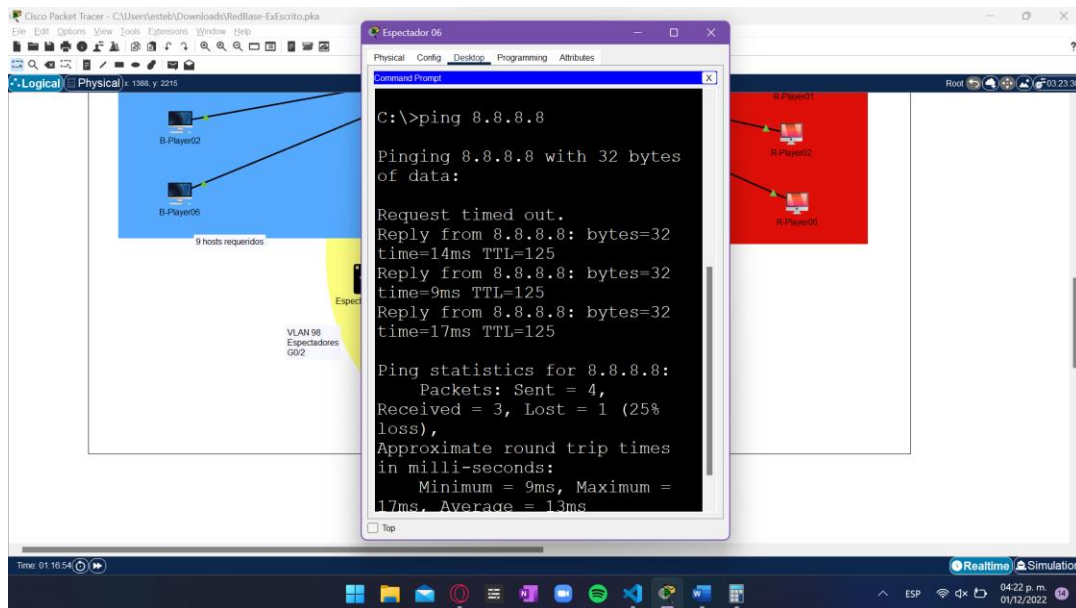 Cisco Packet Tracer - C:\Users\esteb\Downloads\RedBase-ExEscrito.pka
File Edit Options View Tools Extensions Window Help
Logical Physical x: 1388, y: 2215
Root 03:23:30
B-Player02
B-Player06
9 hosts requeridos
Espec
VLAN 98
Espectadores
G0/2
Espectador 06
Physical Config Desktop Programming Attributes
Command Prompt X
C:\>ping 8.8.8.8
Pinging 8.8.8.8 with 32 bytes
of data:
Request timed out.
Reply from 8.8.8.8: bytes=32
time=14ms TTL=125
Reply from 8.8.8.8: bytes=32
time=9ms TTL=125
Reply from 8.8.8.8: bytes=32
time=17ms TTL=125
Ping statistics for 8.8.8.8:
Packets: Sent = 4,
Received = 3, Lost = 1 (25%
loss),
Approximate round trip times
in milli-seconds:
Minimum = 9ms, Maximum =
17ms, Average = 13ms
Top
R-Player01
R-Player02
R-Player06
Time: 01:16:54
Realtime Simulation
ESP
04:22 p. m.
01/12/2022
14